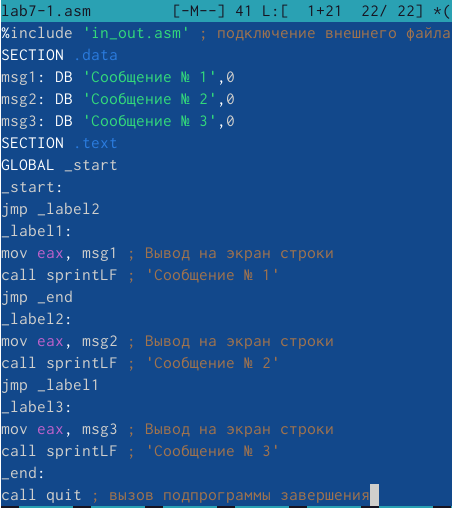 lab7-1.asm [-M--] 41 L:[ 1+21 22/ 22] *(
%include 'in_out.asm' ; подключение внешнего файла
SECTION .data
msg1: DB 'Сообщение № 1',0
msg2: DB 'Сообщение № 2',0
msg3: DB 'Сообщение № 3',0
SECTION .text
GLOBAL _start
_start:
jmp _label2
_label1:
mov eax, msg1 ; Вывод на экран строки
call sprintLF ; 'Сообщение № 1'
jmp _end
_label2:
mov eax, msg2 ; Вывод на экран строки
call sprintLF ; 'Сообщение № 2'
jmp _label1
_label3:
mov eax, msg3 ; Вывод на экран строки
call sprintLF ; 'Сообщение № 3'
_end:
call quit ; вызов подпрограммы завершения